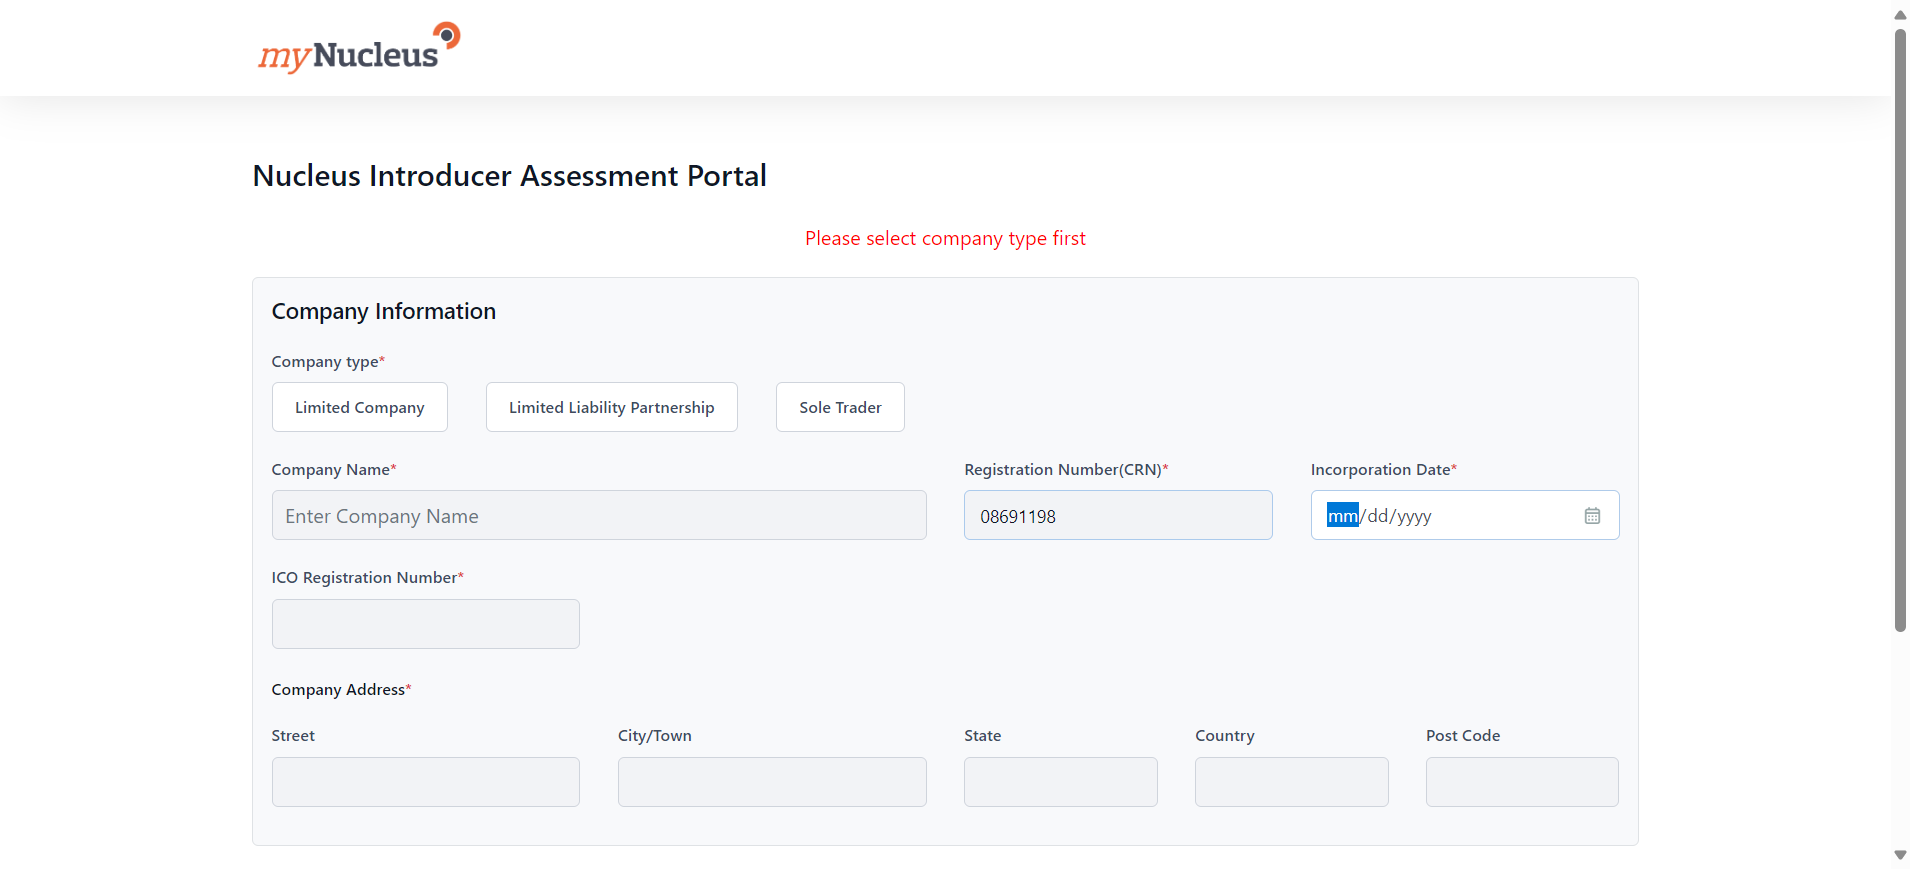 myNucleus
Nucleus Introducer Assessment Portal
Please select company type first
Company Information
Company type*
Limited Company
Limited Liability Partnership
Sole Trader
Company Name*
Registration Number(CRN)*
Incorporation Date*
Enter Company Name
08691198
mm/dd/yyyy
ICO Registration Number*
Company Address*
Street
City/Town
State
Country
Post Code